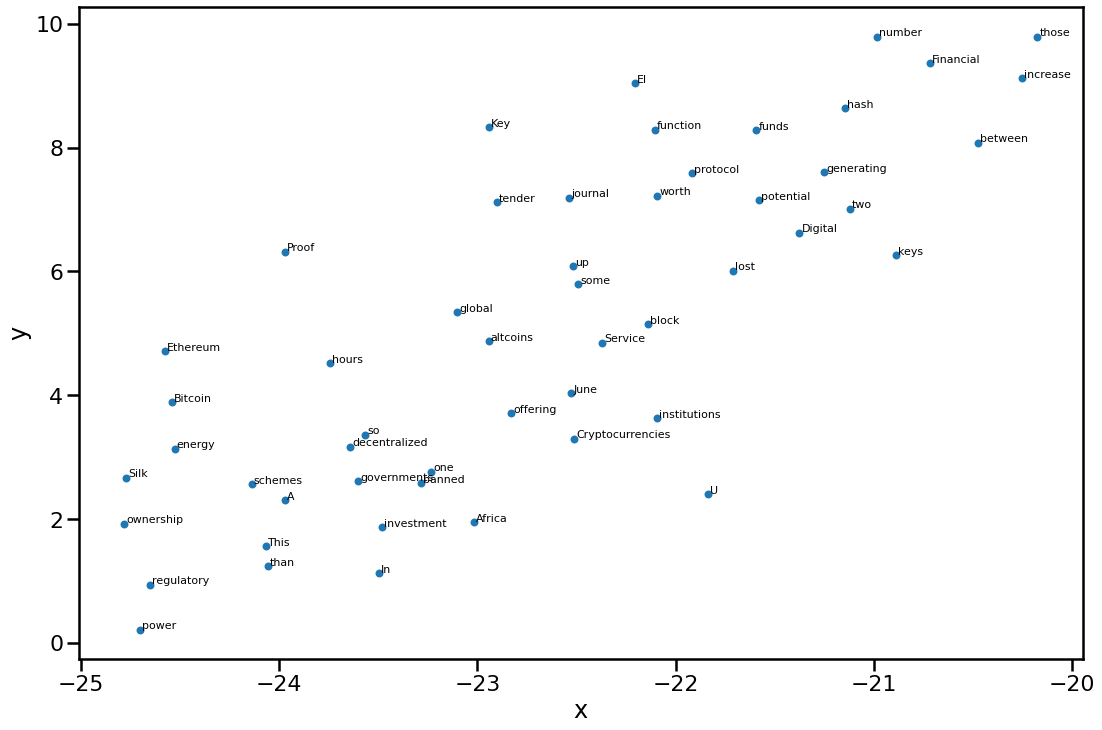 10
number
those
Financial
increase
El
hash
Key
function
funds
between
8
protocol
generating
journal
worth
potential
tender
two
Digital
keys
Proof
6
up
lost
some
global
block
y
altcoins
Service
Ethereum
hours
4
Bitcoin
June
offering
institutions
Cryptocurrencies
so
decentralized
energy
one
Silk
schemes
governments
banned
A
U
2
ownership
investment
Africa
This
than
In
regulatory
power
0
−25
−24
−23
−22
−21
−20
x